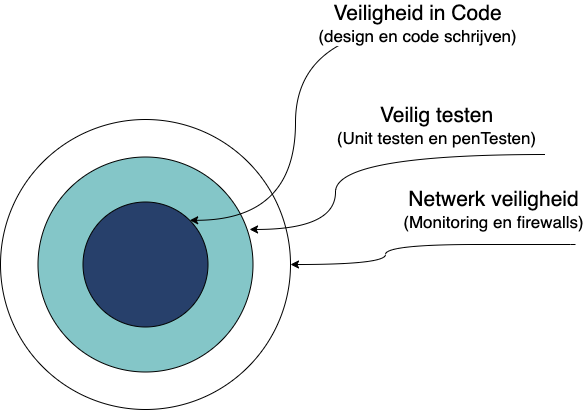 Veiligheid in Code
(design en code schrijven)
Veilig testen
(Unit testen en penTesten)
Netwerk veiligheid
(Monitoring en firewalls)